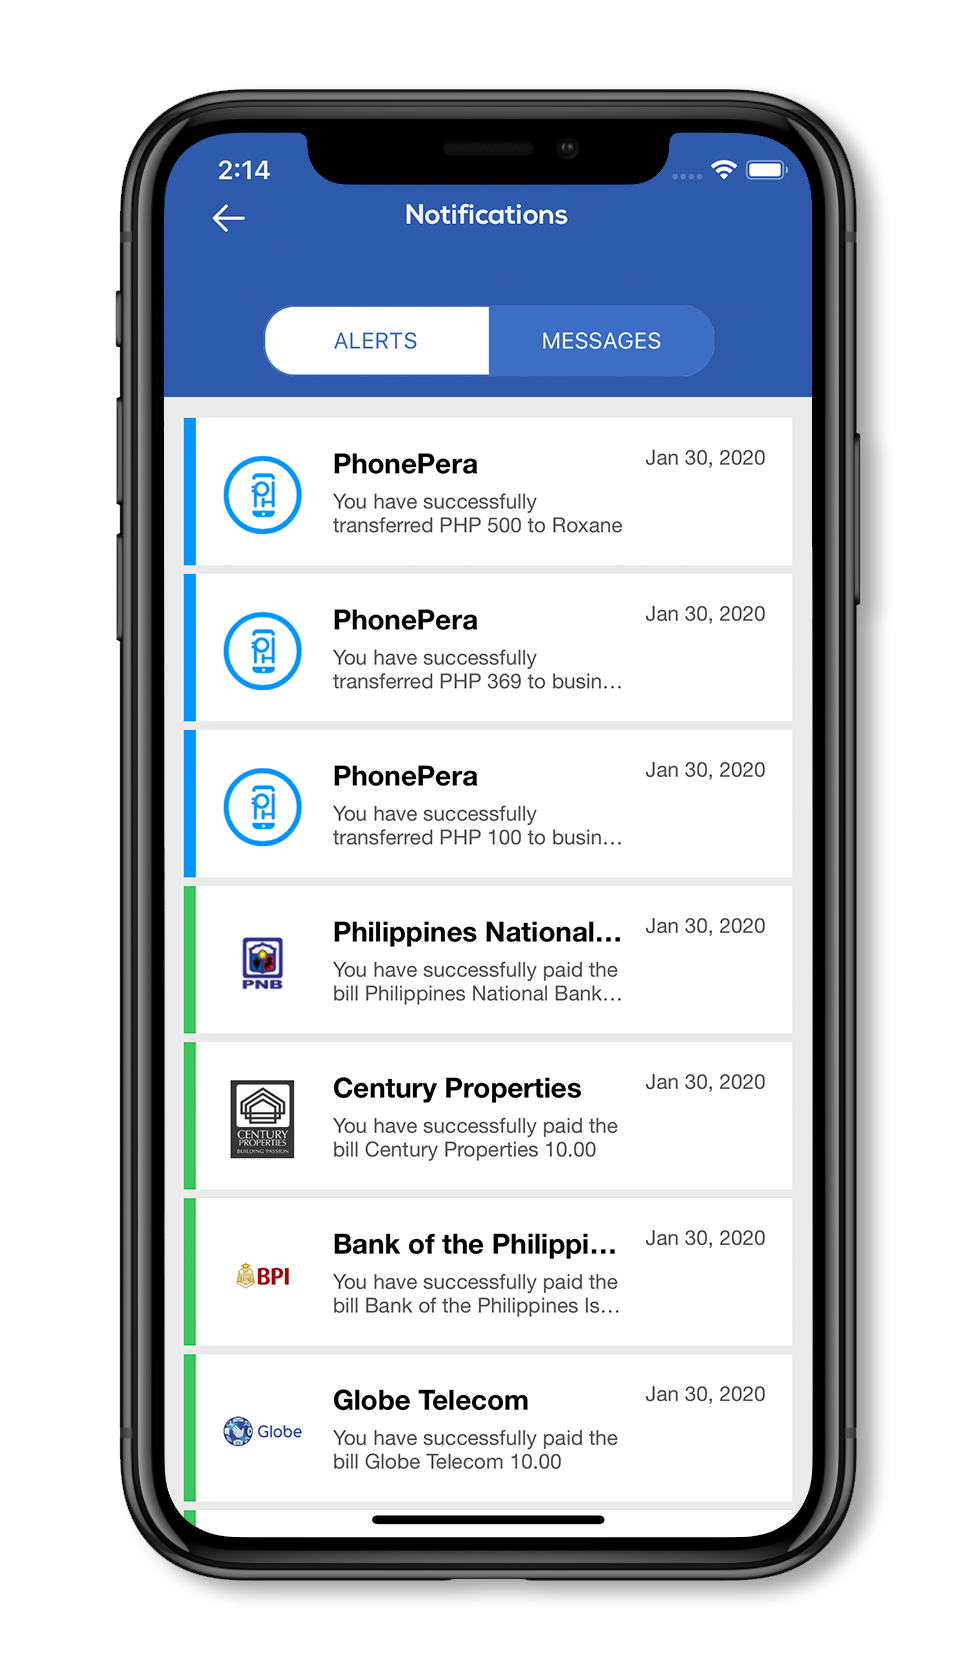 2:14
Notifications
ALERTS
MESSAGES
PhonePera
Jan 30, 2020
You have successfully
transferred PHP 500 to Roxane
PhonePera
Jan 30, 2020
You have successfully
transferred PHP 369 to busin...
PhonePera
Jan 30, 2020
You have successfully
transferred PHP 100 to busin...
PNB
Philippines National...
Jan 30, 2020
You have successfully paid the
bill Philippines National Bank...
CENTURY
PROPERTIES
BUILDING PASSION
Century Properties
Jan 30, 2020
You have successfully paid the
bill Century Properties 10.00
BPI
Bank of the Philippi...
Jan 30, 2020
You have successfully paid the
bill Bank of the Philippines Is...
Globe
Globe Telecom
Jan 30, 2020
You have successfully paid the
bill Globe Telecom 10.00